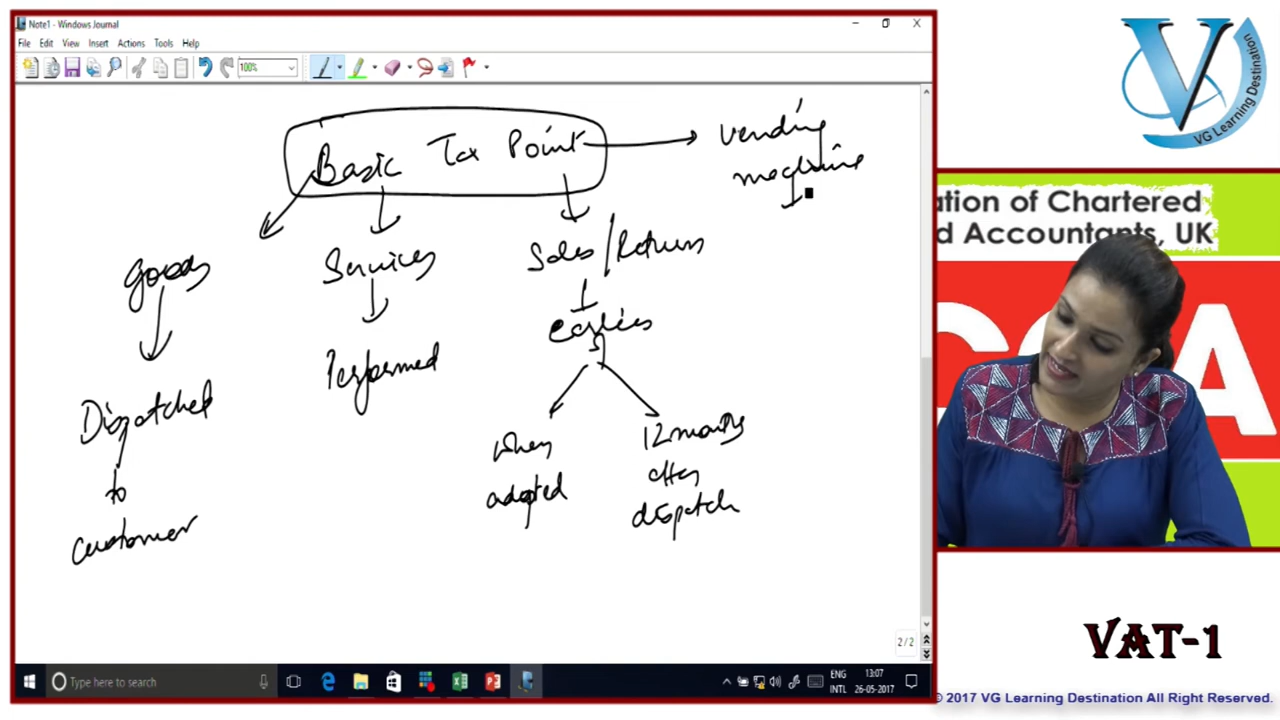 Note1 - Windows Journal
File Edit View Insert Actions Tools Help
100%
Basic Tax Point
vending
machine
Goods
Services
Sales/Return
Dispatched
to
customer
Performed
earlier
when
adopted
12 months
after
dispatch
2/2
Type here to search
ENG
INTL
13:07
26-05-2017
VG Learning Destination
ation of Chartered
d Accountants, UK
CA
VAT-1
© 2017 VG Learning Destination All Right Reserved.